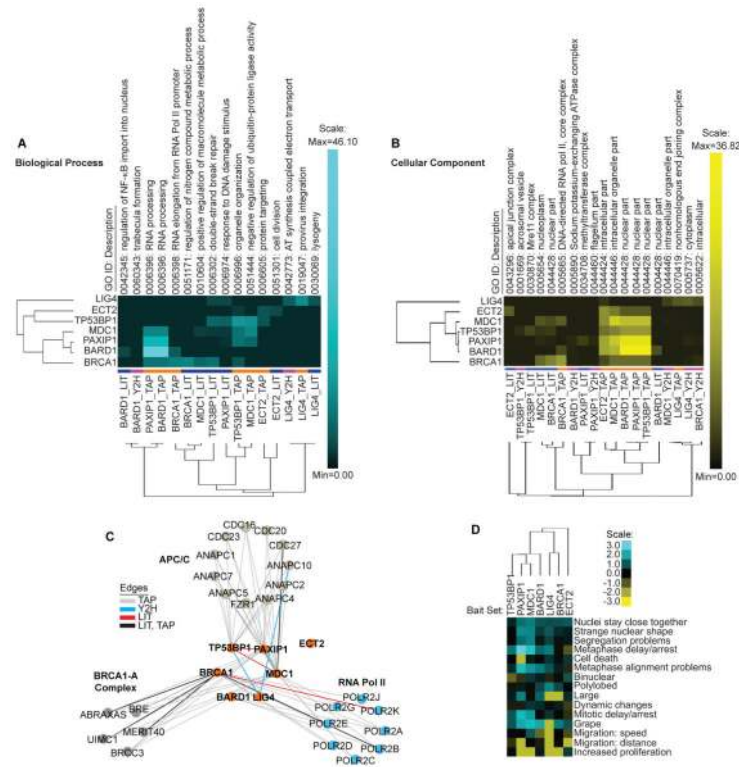 A
Biological Process
GO ID: Description
0042345: regulation of NF-κB import into nucleus
0060343: trabecula formation
0006396: RNA processing
0006396: RNA processing
0006398: RNA elongation from RNA Pol II promoter
0051171: regulation of nitrogen compound metabolic process
0010604: positive regulation of macromolecule metabolic process
0006302: double-strand break repair
0006974: response to DNA damage stimulus
0006996: organelle organization
0051444: negative regulation of ubiquitin-protein ligase activity
0006605: protein targeting
0051301: cell division
0042773: AT synthesis coupled electron transport
0019047: provirus integration
0030069: lysogeny
Scale:
Max=46.10
Min=0.00
LIG4
ECT2
TP53BP1
MDC1
PAXIP1
BARD1
BRCA1
BARD1_LIT
BARD1_Y2H
PAXIP1_TAP
BARD1_TAP
BRCA1_TAP
BRCA1_LIT
MDC1_LIT
TP53BP1_LIT
PAXIP1_LIT
TP53BP1_TAP
MDC1_TAP
ECT2_TAP
ECT2_LIT
LIG4_Y2H
LIG4_TAP
LIG4_LIT
B
Cellular Component
GO ID: Description
0043296: apical junction complex
0001669: acrosomal vesicle
0030870: Mre11 complex
0005654: nucleoplasm
0044428: nuclear part
0005665: DNA-directed RNA pol II, core complex
0044428: nuclear part
0005890: Sodium:potassium-exchanging ATPase complex
0034708: methyltransferase complex
0044460: flagellum part
0044424: intracellular part
0044446: intracellular organelle part
0044428: nuclear part
0044428: nuclear part
0044428: nuclear part
0044428: nuclear part
0044446: intracellular organelle part
0070419: nonhomologous end joining complex
0005737: cytoplasm
0005622: intracellular
Scale:
Max=36.82
Min=0.00
LIG4
ECT2
MDC1
TP53BP1
PAXIP1
BARD1
BRCA1
ECT2_LIT
TP53BP1_Y2H
TP53BP1_LIT
MDC1_LIT
BRCA1_LIT
BRCA1_TAP
BARD1_Y2H
PAXIP1_LIT
PAXIP1_Y2H
ECT2_TAP
MDC1_TAP
BARD1_TAP
PAXIP1_TAP
TP53BP1_TAP
BARD1_LIT
MDC1_Y2H
LIG4_TAP
LIG4_Y2H
BRCA1_Y2H
C
Edges
TAP
Y2H
LIT
LIT, TAP
APC/C
CDC16
CDC20
CDC23
CDC27
ANAPC1
ANAPC10
ANAPC7
ANAPC2
ANAPC5
ANAPC4
FZR1
TP53BP1
PAXIP1
ECT2
BRCA1
MDC1
BARD1
LIG4
BRCA1-A
Complex
ABRAXAS
BRE
UIMC1
MERIT40
BRCC3
RNA Pol II
POLR2J
POLR2G
POLR2K
POLR2E
POLR2A
POLR2D
POLR2B
POLR2C
D
Scale:
3.0
2.0
1.0
0.0
-1.0
-2.0
-3.0
Bait Set:
TP53BP1
PAXIP1
MDC1
BARD1
LIG4
BRCA1
ECT2
Nuclei stay close together
Strange nuclear shape
Segregation problems
Metaphase delay/arrest
Cell death
Metaphase alignment problems
Binuclear
Polylobed
Large
Dynamic changes
Mitotic delay/arrest
Grape
Migration: speed
Migration: distance
Increased proliferation